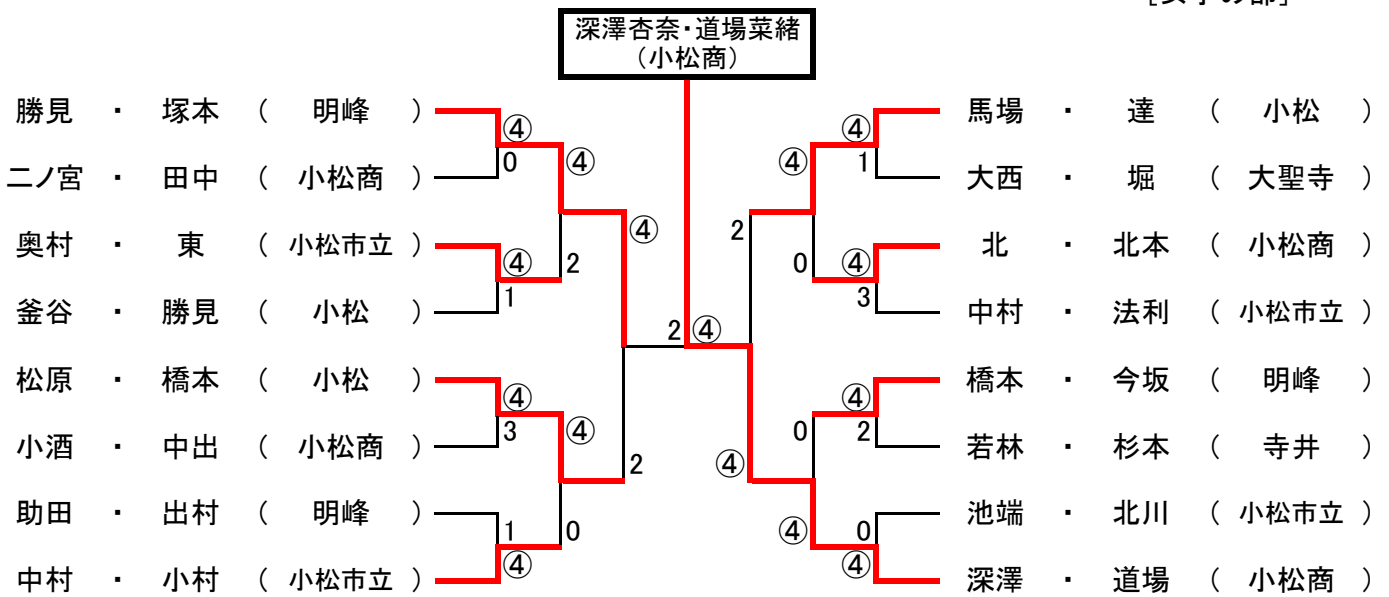 深澤杏奈・道場菜緒
（小松商）
勝見 ・ 塚本 （ 明峰 ）
二ノ宮 ・ 田中 （ 小松商 ）
奥村 ・ 東 （ 小松市立 ）
釜谷 ・ 勝見 （ 小松 ）
松原 ・ 橋本 （ 小松 ）
小酒 ・ 中出 （ 小松商 ）
助田 ・ 出村 （ 明峰 ）
中村 ・ 小村 （ 小松市立 ）
④
0
④
④
1
2
④
④
3
④
1
④
0
2
2
④
馬場 ・ 達 （ 小松 ）
大西 ・ 堀 （ 大聖寺 ）
北 ・ 北本 （ 小松商 ）
中村 ・ 法利 （ 小松市立 ）
橋本 ・ 今坂 （ 明峰 ）
若林 ・ 杉本 （ 寺井 ）
池端 ・ 北川 （ 小松市立 ）
深澤 ・ 道場 （ 小松商 ）
④
1
④
④
3
0
2
④
2
0
0
④
④
④